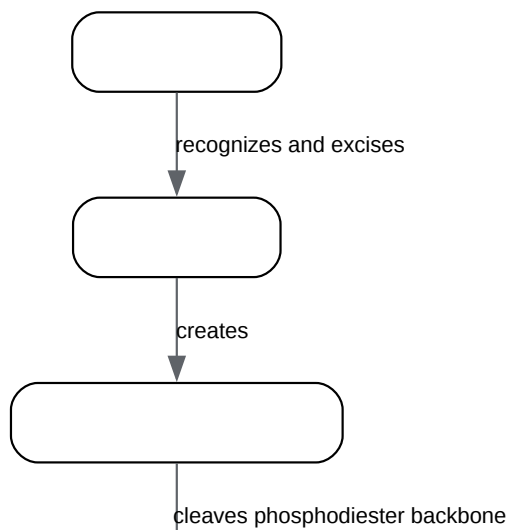 recognizes and excises
creates
cleaves phosphodiester backbone